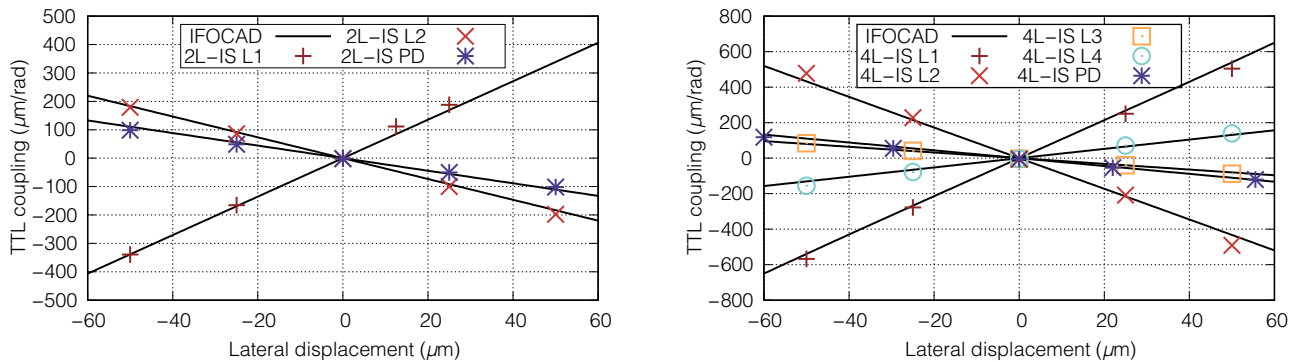 500
400
300
200
100
0
−100
−200
−300
−400
−500
−60
−40
−20
0
20
40
60
TTL coupling (µm/rad)
Lateral displacement (µm)
IFOCAD
2L−IS L1
2L−IS L2
2L−IS PD
800
600
400
200
0
−200
−400
−600
−800
−60
−40
−20
0
20
40
60
TTL coupling (µm/rad)
Lateral displacement (µm)
IFOCAD
4L−IS L1
4L−IS L2
4L−IS L3
4L−IS L4
4L−IS PD